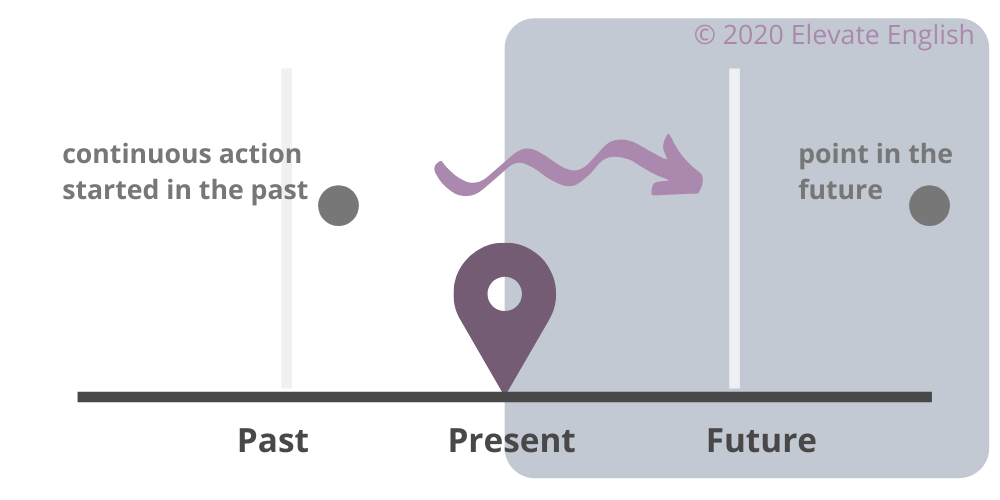 © 2020 Elevate English
continuous action
started in the past
point in the
future
Past
Present
Future